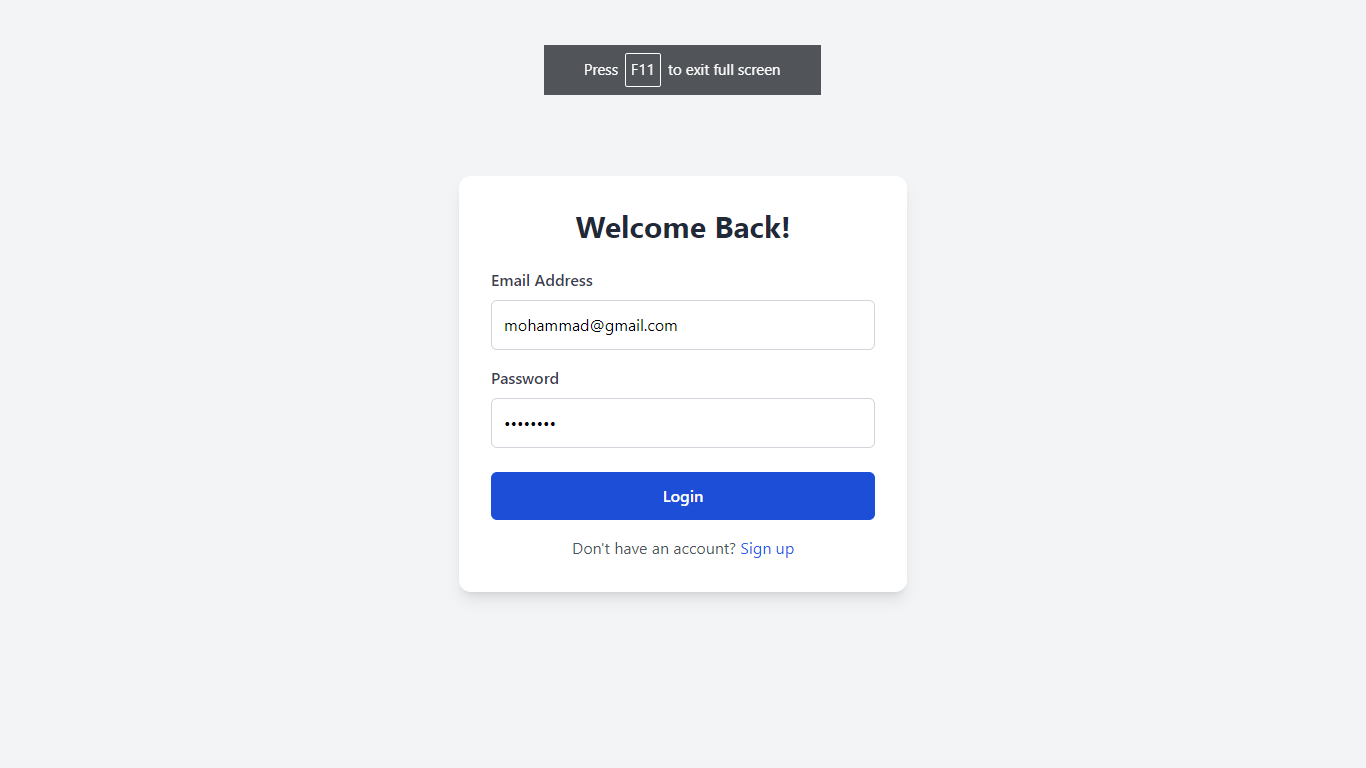 Press F11 to exit full screen
Welcome Back!
Email Address
mohammad@gmail.com
Password
••••••••
Login
Don't have an account? Sign up